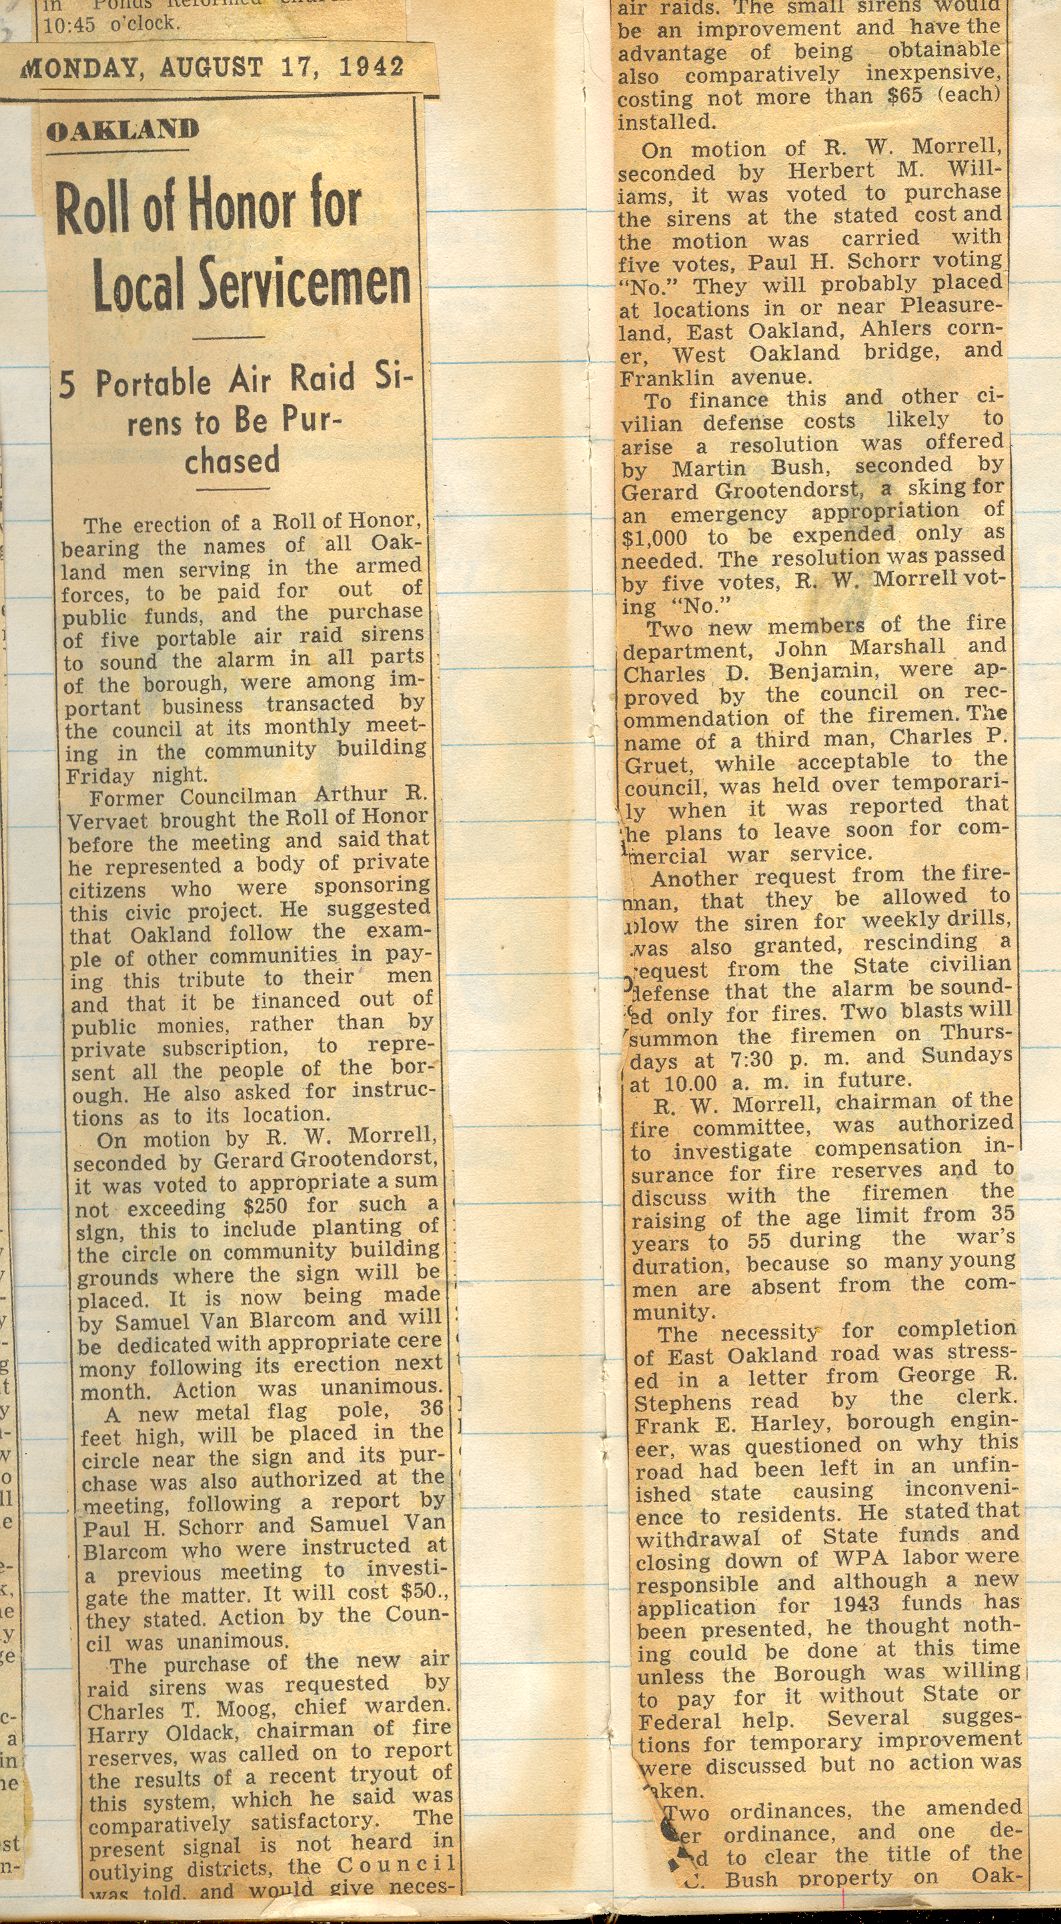 in Ponds Reformed
10:45 o'clock.
MONDAY, AUGUST 17, 1942
OAKLAND
Roll of Honor for
Local Servicemen
5 Portable Air Raid Si-
rens to Be Pur-
chased
The erection of a Roll of Honor,
bearing the names of all Oak-
land men serving in the armed
forces, to be paid for out of
public funds, and the purchase
of five portable air raid sirens
to sound the alarm in all parts
of the borough, were among im-
portant business transacted by
the council at its monthly meet-
ing in the community building
Friday night.
Former Councilman Arthur R.
Vervaet brought the Roll of Honor
before the meeting and said that
he represented a body of private
citizens who were sponsoring
this civic project. He suggested
that Oakland follow the exam-
ple of other communities in pay-
ing this tribute to their men
and that it be financed out of
public monies, rather than by
private subscription, to repre-
sent all the people of the bor-
ough. He also asked for instruc-
tions as to its location.
On motion by R. W. Morrell,
seconded by Gerard Grootendorst,
it was voted to appropriate a sum
not exceeding $250 for such a
sign, this to include planting of
the circle on community building
grounds where the sign will be
placed. It is now being made
by Samuel Van Blarcom and will
be dedicated with appropriate cere
mony following its erection next
month. Action was unanimous.
A new metal flag pole, 36
feet high, will be placed in the
circle near the sign and its pur-
chase was also authorized at the
meeting, following a report by
Paul H. Schorr and Samuel Van
Blarcom who were instructed at
a previous meeting to investi-
gate the matter. It will cost $50.,
they stated. Action by the Coun-
cil was unanimous.
The purchase of the new air
raid sirens was requested by
Charles T. Moog, chief warden.
Harry Oldack, chairman of fire
reserves, was called on to report
the results of a recent tryout of
this system, which he said was
comparatively satisfactory. The
present signal is not heard in
outlying districts, the Council
was told, and would give neces-
air raids. The small sirens would
be an improvement and have the
advantage of being obtainable
also comparatively inexpensive,
costing not more than $65 (each)
installed.
On motion of R. W. Morrell,
seconded by Herbert M. Will-
iams, it was voted to purchase
the sirens at the stated cost and
the motion was carried with
five votes, Paul H. Schorr voting
"No." They will probably placed
at locations in or near Pleasure-
land, East Oakland, Ahlers corn-
er, West Oakland bridge, and
Franklin avenue.
To finance this and other ci-
vilian defense costs likely to
arise a resolution was offered
by Martin Bush, seconded by
Gerard Grootendorst, a sking for
an emergency appropriation of
$1,000 to be expended only as
needed. The resolution was passed
by five votes, R. W. Morrell vot-
ing "No."
Two new members of the fire
department, John Marshall and
Charles D. Benjamin, were ap-
proved by the council on rec-
ommendation of the firemen. The
name of a third man, Charles P.
Gruet, while acceptable to the
council, was held over temporari-
ly when it was reported that
he plans to leave soon for com-
mercial war service.
Another request from the fire-
man, that they be allowed to
blow the siren for weekly drills,
was also granted, rescinding a
request from the State civilian
defense that the alarm be sound-
ed only for fires. Two blasts will
summon the firemen on Thurs-
days at 7:30 p. m. and Sundays
at 10.00 a. m. in future.
R. W. Morrell, chairman of the
fire committee, was authorized
to investigate compensation in-
surance for fire reserves and to
discuss with the firemen the
raising of the age limit from 35
years to 55 during the war's
duration, because so many young
men are absent from the com-
munity.
The necessity for completion
of East Oakland road was stress-
ed in a letter from George R.
Stephens read by the clerk.
Frank E. Harley, borough engin-
eer, was questioned on why this
road had been left in an unfin-
ished state causing inconveni-
ence to residents. He stated that
withdrawal of State funds and
closing down of WPA labor were
responsible and although a new
application for 1943 funds has
been presented, he thought noth-
ing could be done at this time
unless the Borough was willing
to pay for it without State or
Federal help. Several sugges-
tions for temporary improvement
were discussed but no action was
aken.
Two ordinances, the amended
er ordinance, and one de-
d to clear the title of the
C. Bush property on Oak-